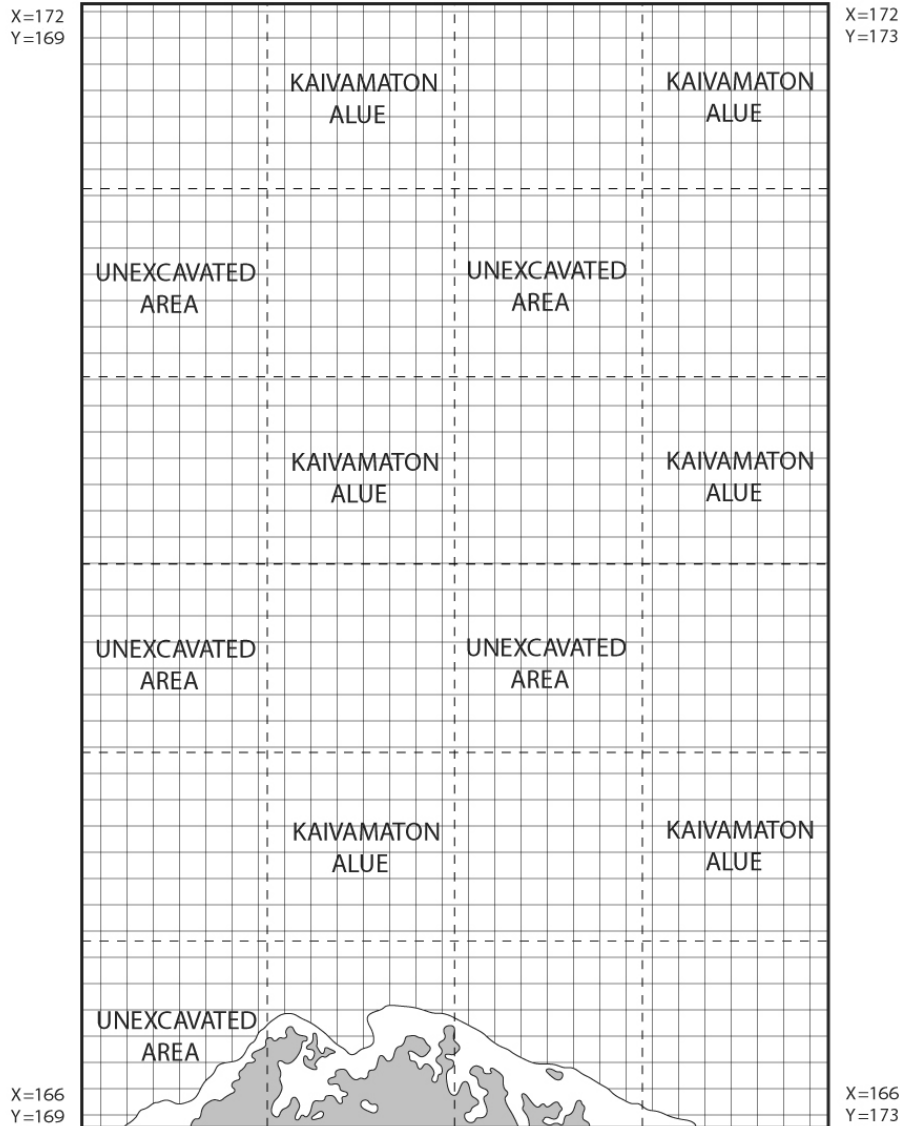 X=172
Y=169
X=172
Y=173
KAIVAMATON
ALUE
KAIVAMATON
ALUE
UNEXCAVATED
AREA
UNEXCAVATED
AREA
KAIVAMATON
ALUE
KAIVAMATON
ALUE
UNEXCAVATED
AREA
UNEXCAVATED
AREA
KAIVAMATON
ALUE
KAIVAMATON
ALUE
UNEXCAVATED
AREA
X=166
Y=169
X=166
Y=173